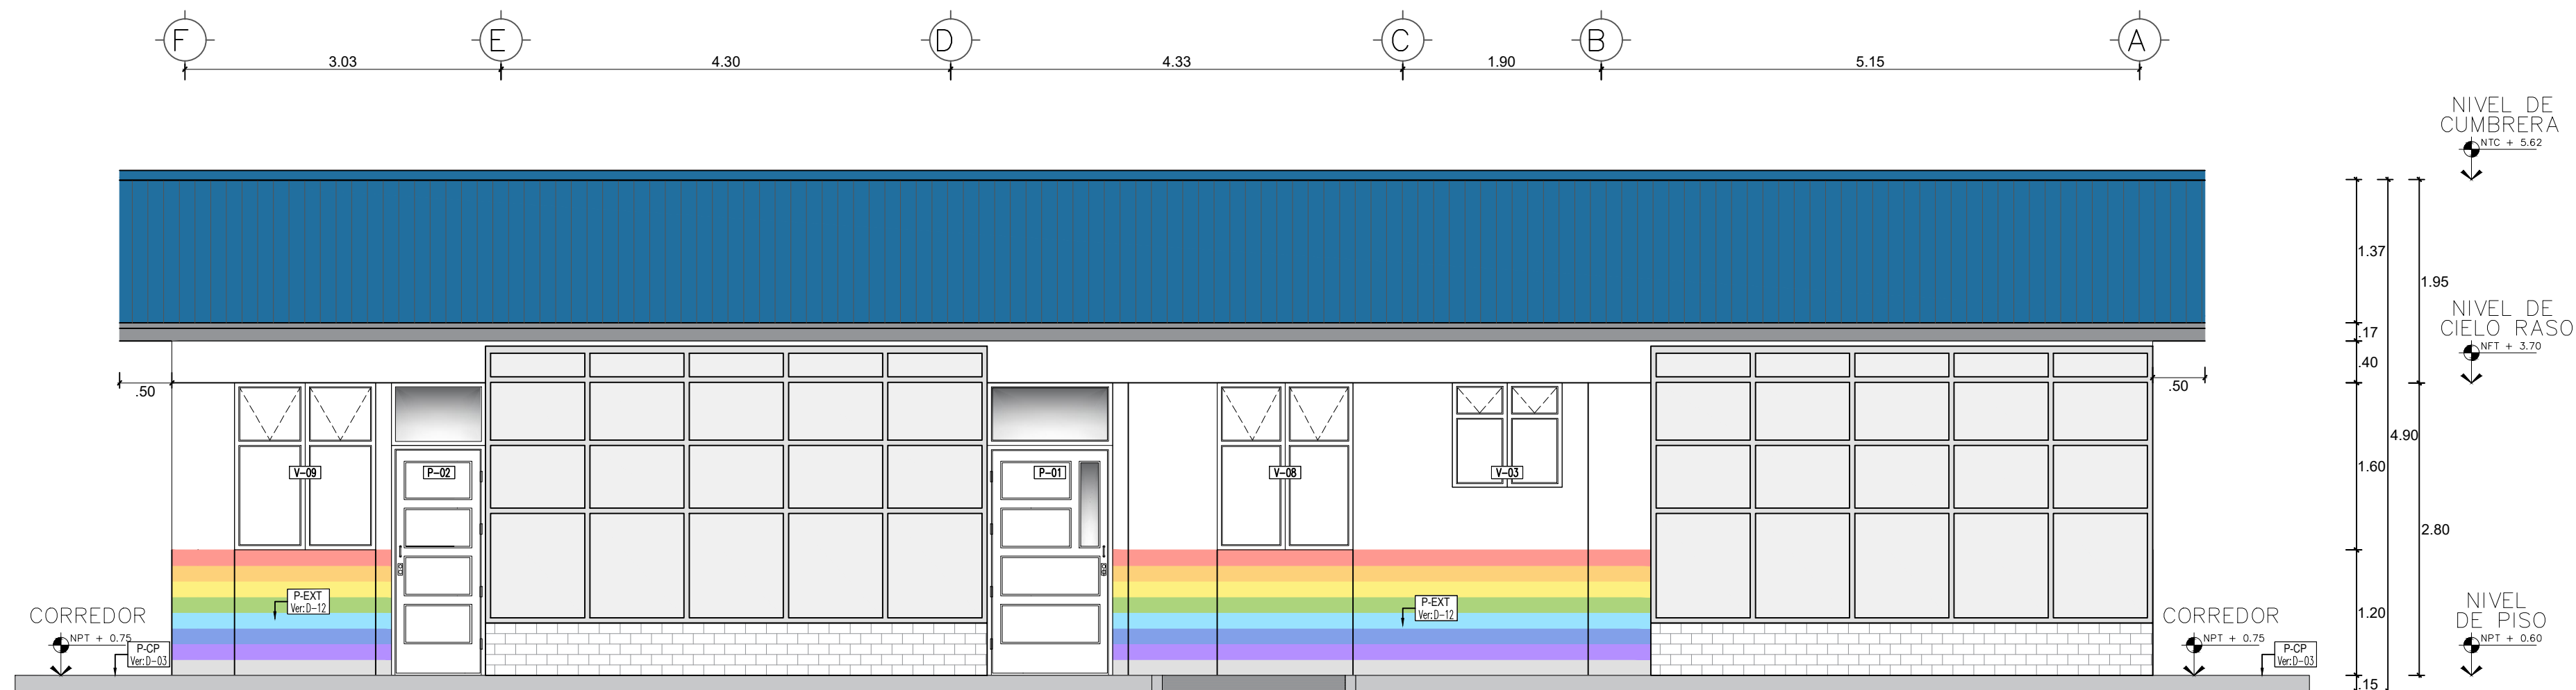 F
E
D
C
B
A
3.03
4.30
4.33
1.90
5.15
NIVEL DE
CUMBRERA
NTC + 5.62
1.37
1.95
NIVEL DE
CIELO RASO
NFT + 3.70
.17
.40
.50
.50
4.90
1.60
V-09
P-02
P-01
V-08
V-03
2.80
P-EXT
Ver:D-12
P-EXT
Ver:D-12
CORREDOR
NPT + 0.75
P-CP
Ver:D-03
CORREDOR
NPT + 0.75
P-CP
Ver:D-03
1.20
NIVEL
DE PISO
NPT + 0.60
.15